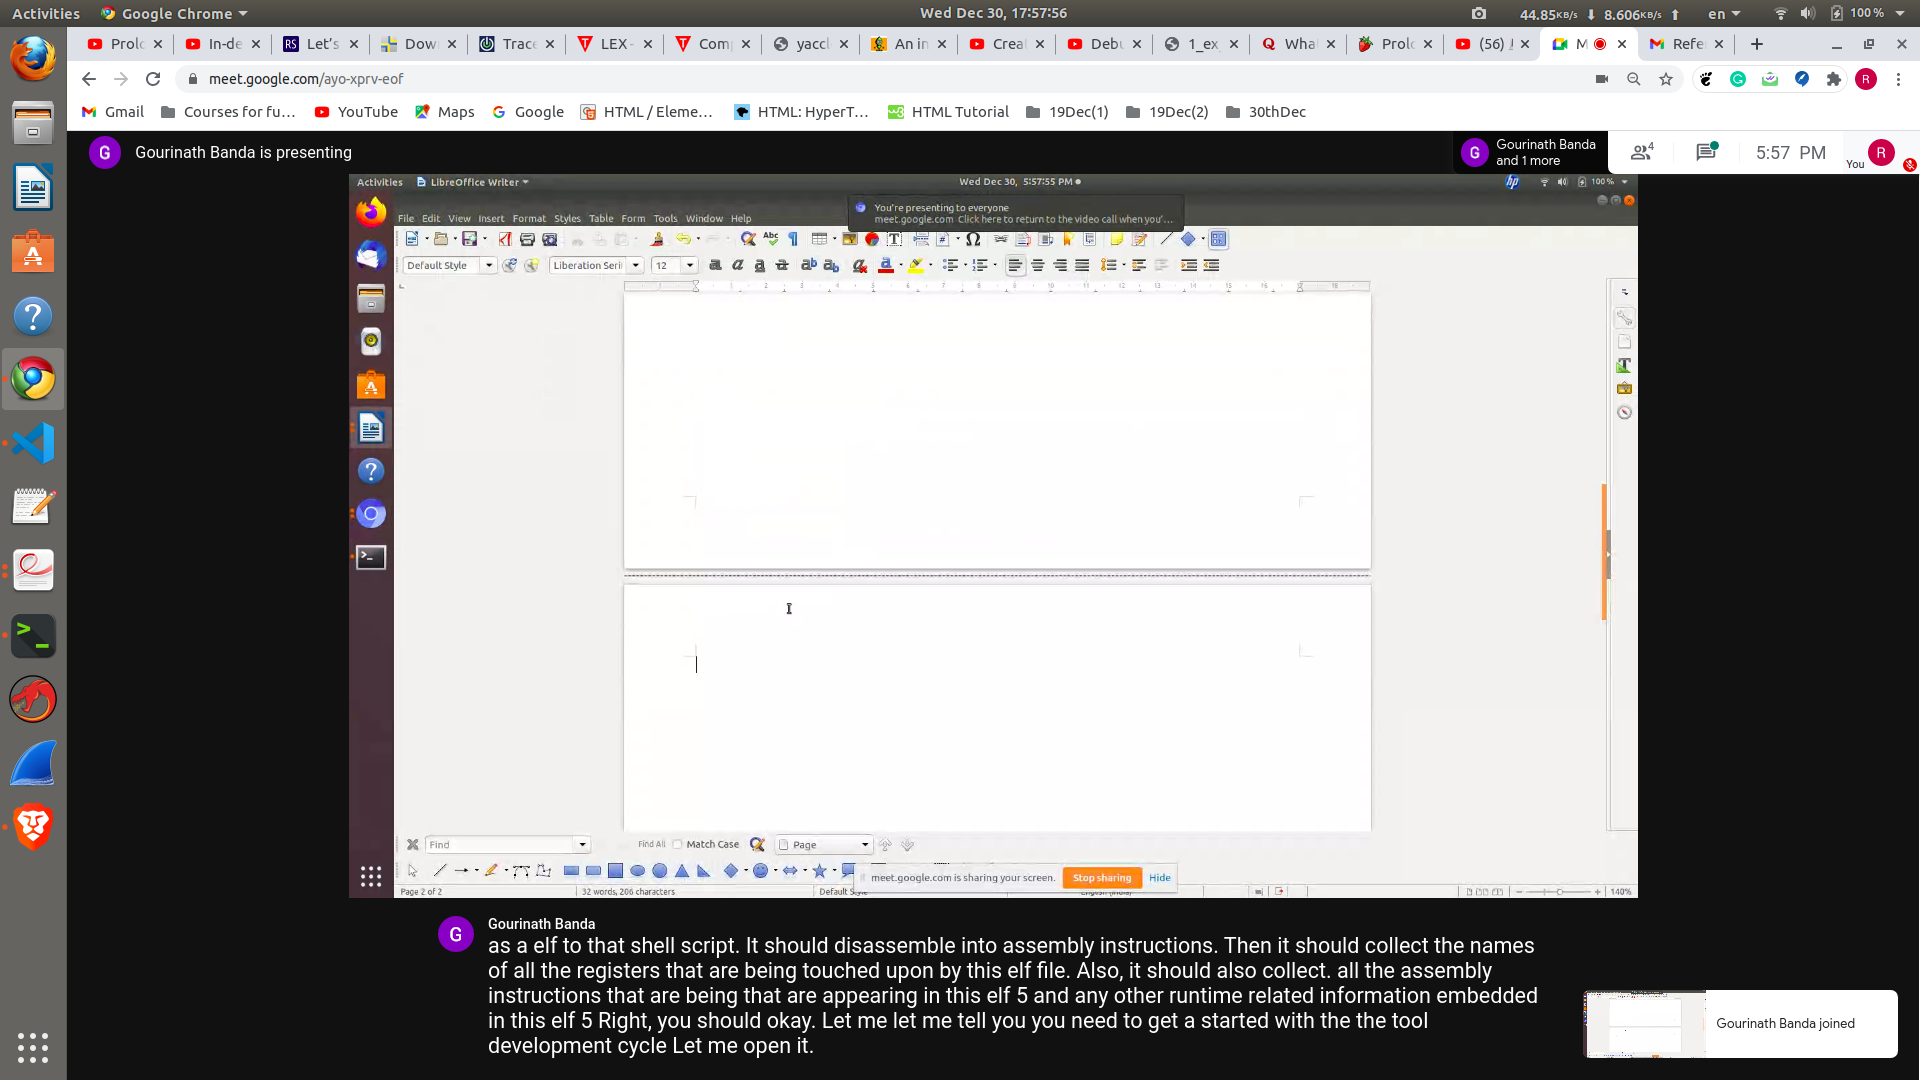 Activities Google Chrome Wed Dec 30, 17:57:56 44.85KB/s 8.606KB/s en 100 %
Prolo In-de Let's Dow Trace LEX - Com yaccl An in Crea Debu 1_ex_ Wha Prolo (56) M Refe
meet.google.com/ayo-xprv-eof
Gmail Courses for fu... YouTube Maps Google HTML / Eleme... HTML: HyperT... HTML Tutorial 19Dec(1) 19Dec(2) 30thDec
G Gourinath Banda is presenting
G Gourinath Banda
and 1 more
4
5:57 PM
You R
Activities LibreOffice Writer Wed Dec 30, 5:57:55 PM hp 100 %
You're presenting to everyone
meet.google.com Click here to return to the video call when you'...
File Edit View Insert Format Styles Table Form Tools Window Help
Default Style Liberation Seri 12
Find Find All Match Case Page
meet.google.com is sharing your screen. Stop sharing Hide
Page 2 of 2 32 words, 206 characters Default Style English (India) 140%
G Gourinath Banda
as a elf to that shell script. It should disassemble into assembly instructions. Then it should collect the names
of all the registers that are being touched upon by this elf file. Also, it should also collect. all the assembly
instructions that are being that are appearing in this elf 5 and any other runtime related information embedded
in this elf 5 Right, you should okay. Let me let me tell you you need to get a started with the the tool
development cycle Let me open it.
Gourinath Banda joined